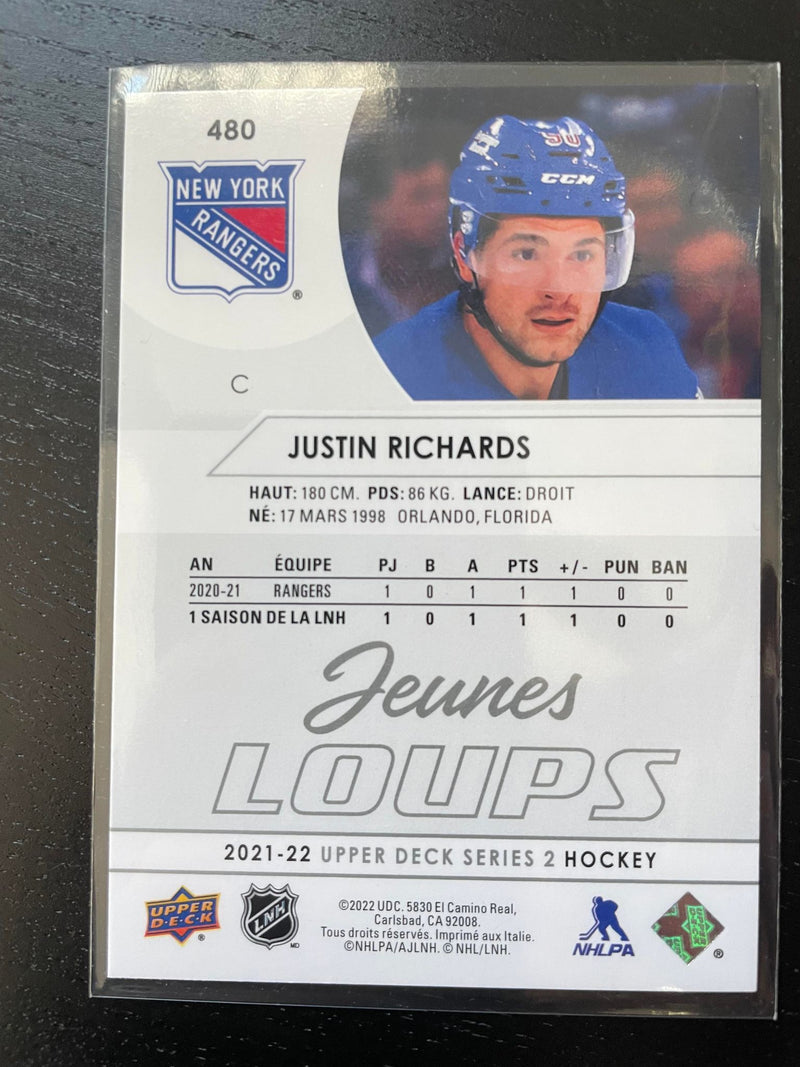 480
NEW YORK
RANGERS
®
50
CCM
C
JUSTIN RICHARDS
HAUT: 180 CM. PDS: 86 KG. LANCE: DROIT
NÉ: 17 MARS 1998 ORLANDO, FLORIDA
AN ÉQUIPE PJ B A PTS +/- PUN BAN
2020-21 RANGERS 1 0 1 1 1 0 0
1 SAISON DE LA LNH 1 0 1 1 1 0 0
Jeunes
LOUPS
2021-22 UPPER DECK SERIES 2 HOCKEY
UPPER
D·E·C·K
®
LNH
MD
©2022 UDC. 5830 El Camino Real,
Carlsbad, CA 92008.
Tous droits réservés. Imprimé aux Italie.
©NHLPA/AJLNH. © NHL/LNH.
NHLPA
®